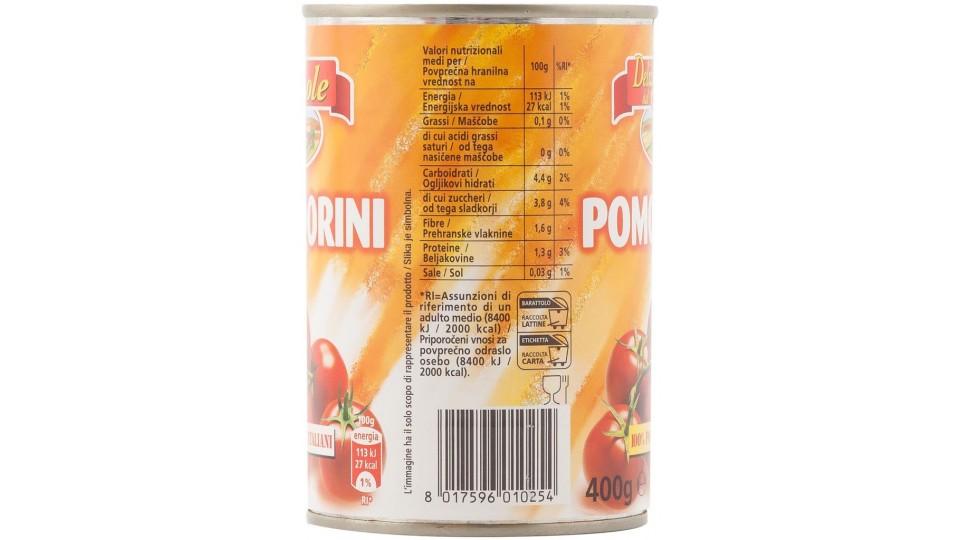 ole
ORINI
ITALIANI
100g
energia
113 kJ
27 kcal
1%
RI*
L'immagine ha il solo scopo di rappresentare il prodotto / Slika je simbolna.
Valori nutrizionali
medi per /
Povprečna hranilna
vrednost na
100g %RI*
Energia / 113 kJ 1%
Energijska vrednost 27 kcal 1%
Grassi / Maščobe 0,1 g 0%
di cui acidi grassi
saturi / od tega
nasičene maščobe 0 g 0%
Carboidrati /
Ogljikovi hidrati 4,4 g 2%
di cui zuccheri /
od tega sladkorji 3,8 g 4%
Fibre /
Prehranske vlaknine 1,6 g -
Proteine /
Beljakovine 1,3 g 3%
Sale / Sol 0,03 g 1%
*RI=Assunzioni di
riferimento di un
adulto medio (8400
kJ / 2000 kcal) /
Priporočeni vnosi za
povprečno odraslo
osebo (8400 kJ /
2000 kcal).
BARATTOLO
RACCOLTA
LATTINE
ETICHETTA
RACCOLTA
CARTA
8 017596 010254
De
POMO
100%
400g e